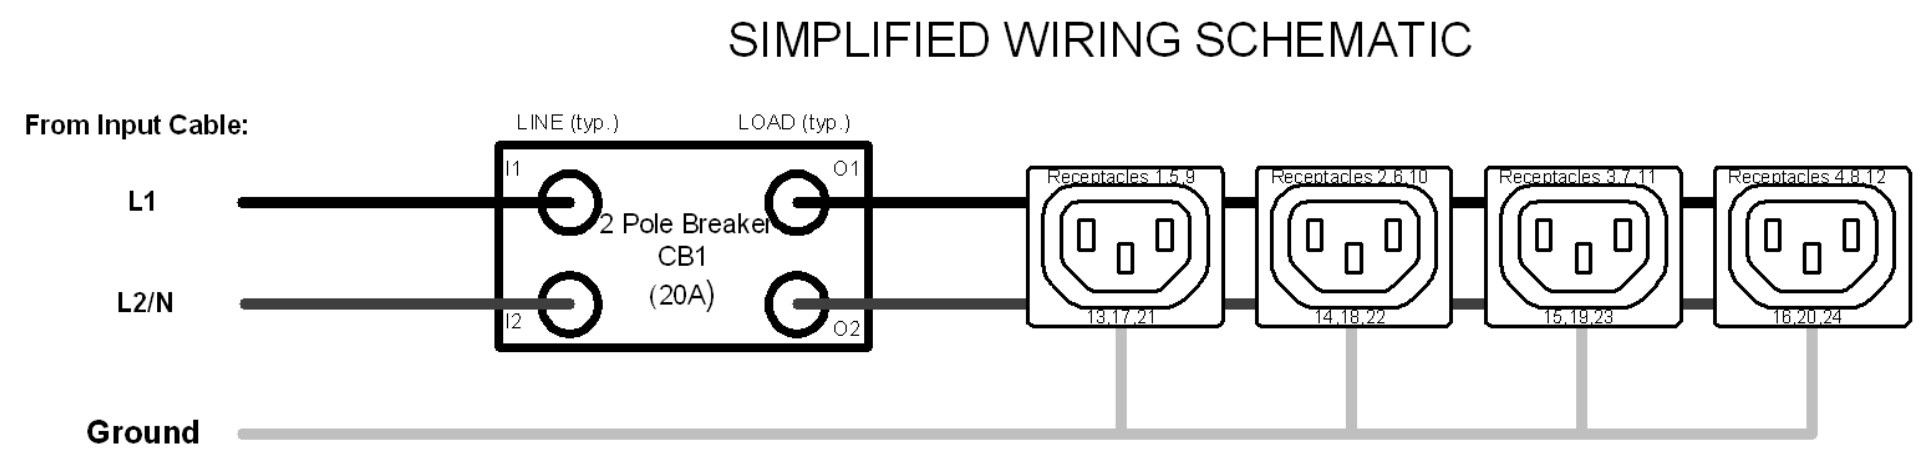 SIMPLIFIED WIRING SCHEMATIC
From Input Cable:
LINE (typ.)
LOAD (typ.)
I1
O1
L1
2 Pole Breaker
CB1
(20A)
L2/N
I2
O2
Receptacles 1,5,9
13,17,21
Receptacles 2,6,10
14,18,22
Receptacles 3,7,11
15,19,23
Receptacles 4,8,12
16,20,24
Ground